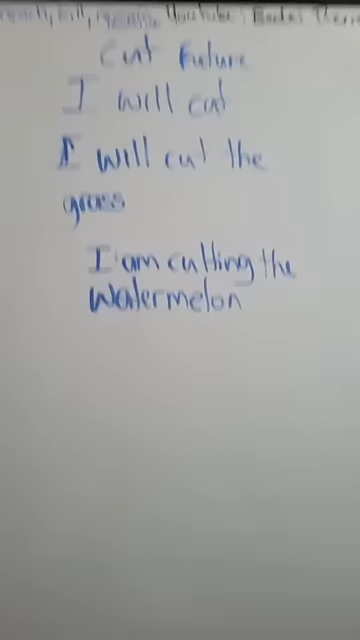 Cut Future
I will cut
I will cut the
grass
I am cutting the
Watermelon